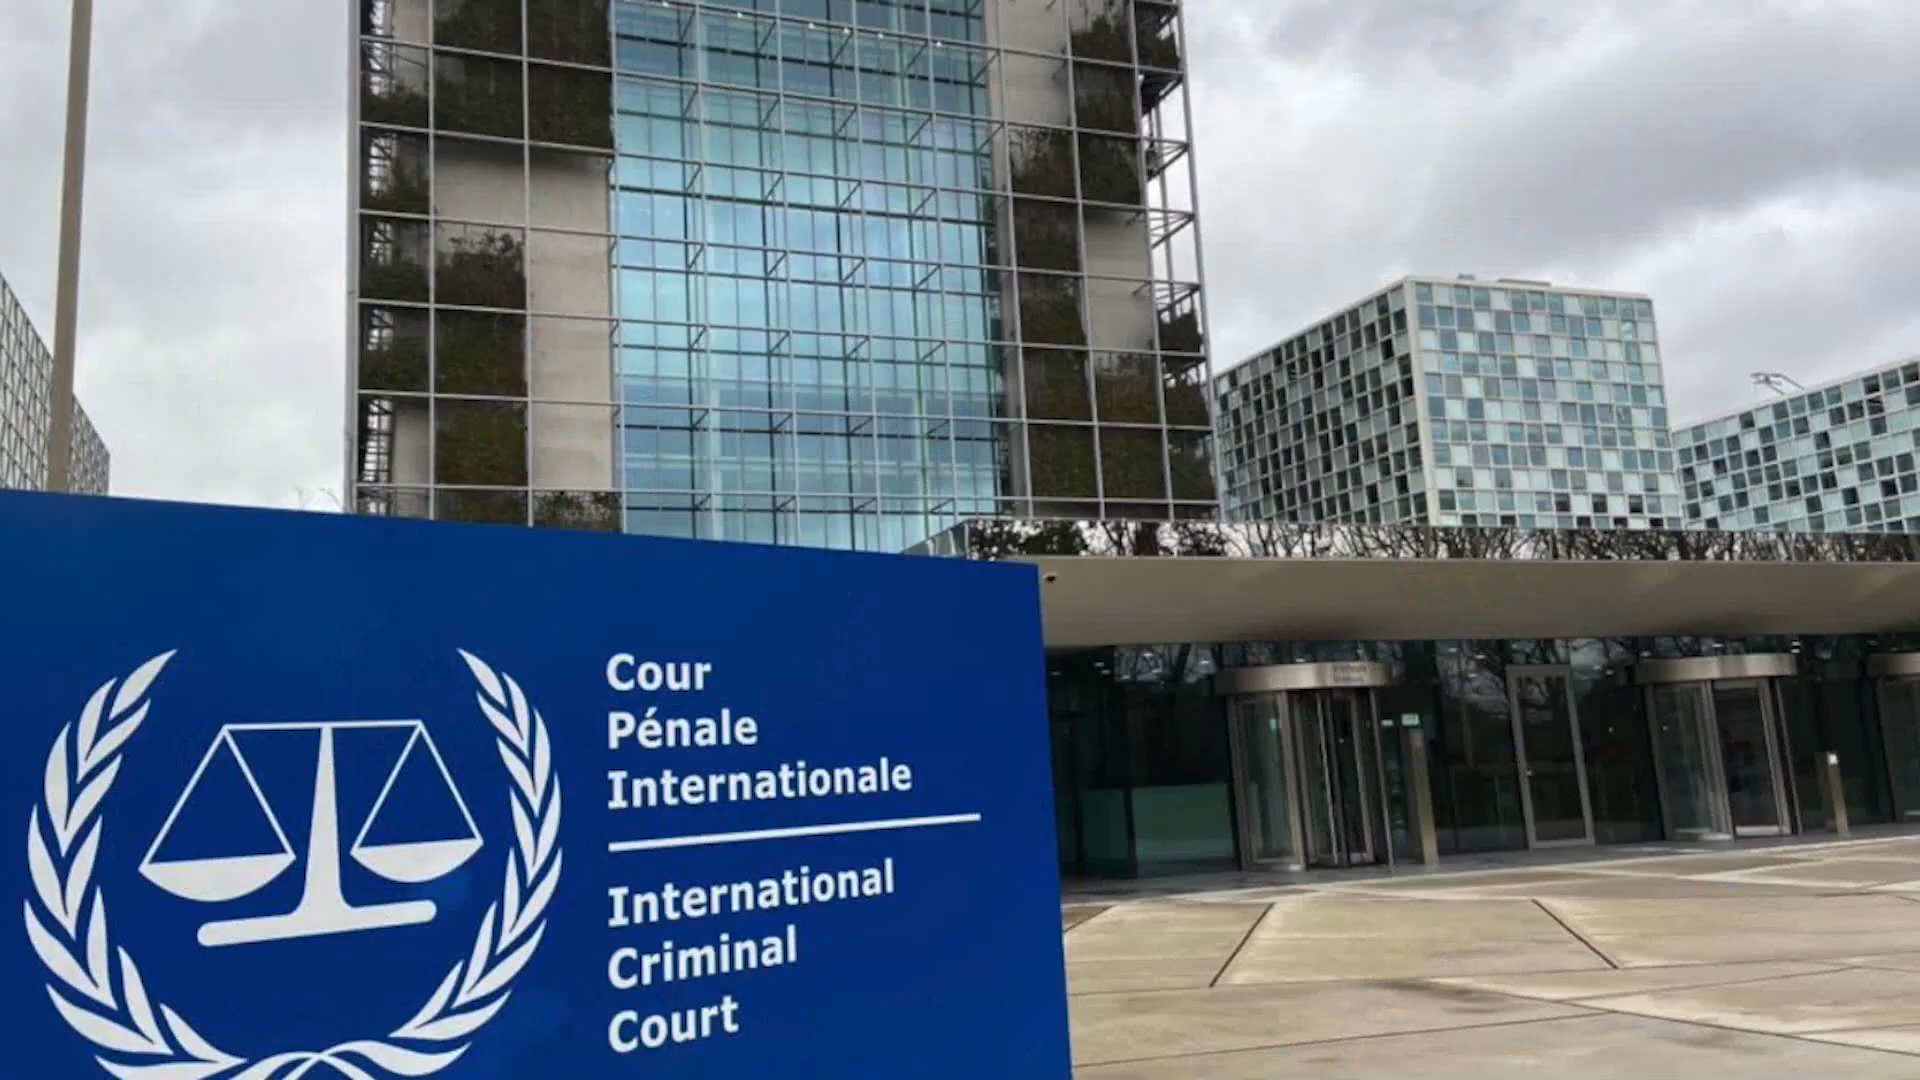 Cour
Pénale
Internationale
International
Criminal
Court